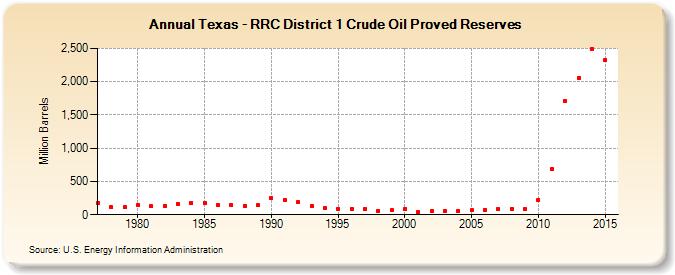 Annual Texas - RRC District 1 Crude Oil Proved Reserves
Million Barrels
2,500
2,000
1,500
1,000
500
0
1980 1985 1990 1995 2000 2005 2010 2015
Source: U.S. Energy Information Administration